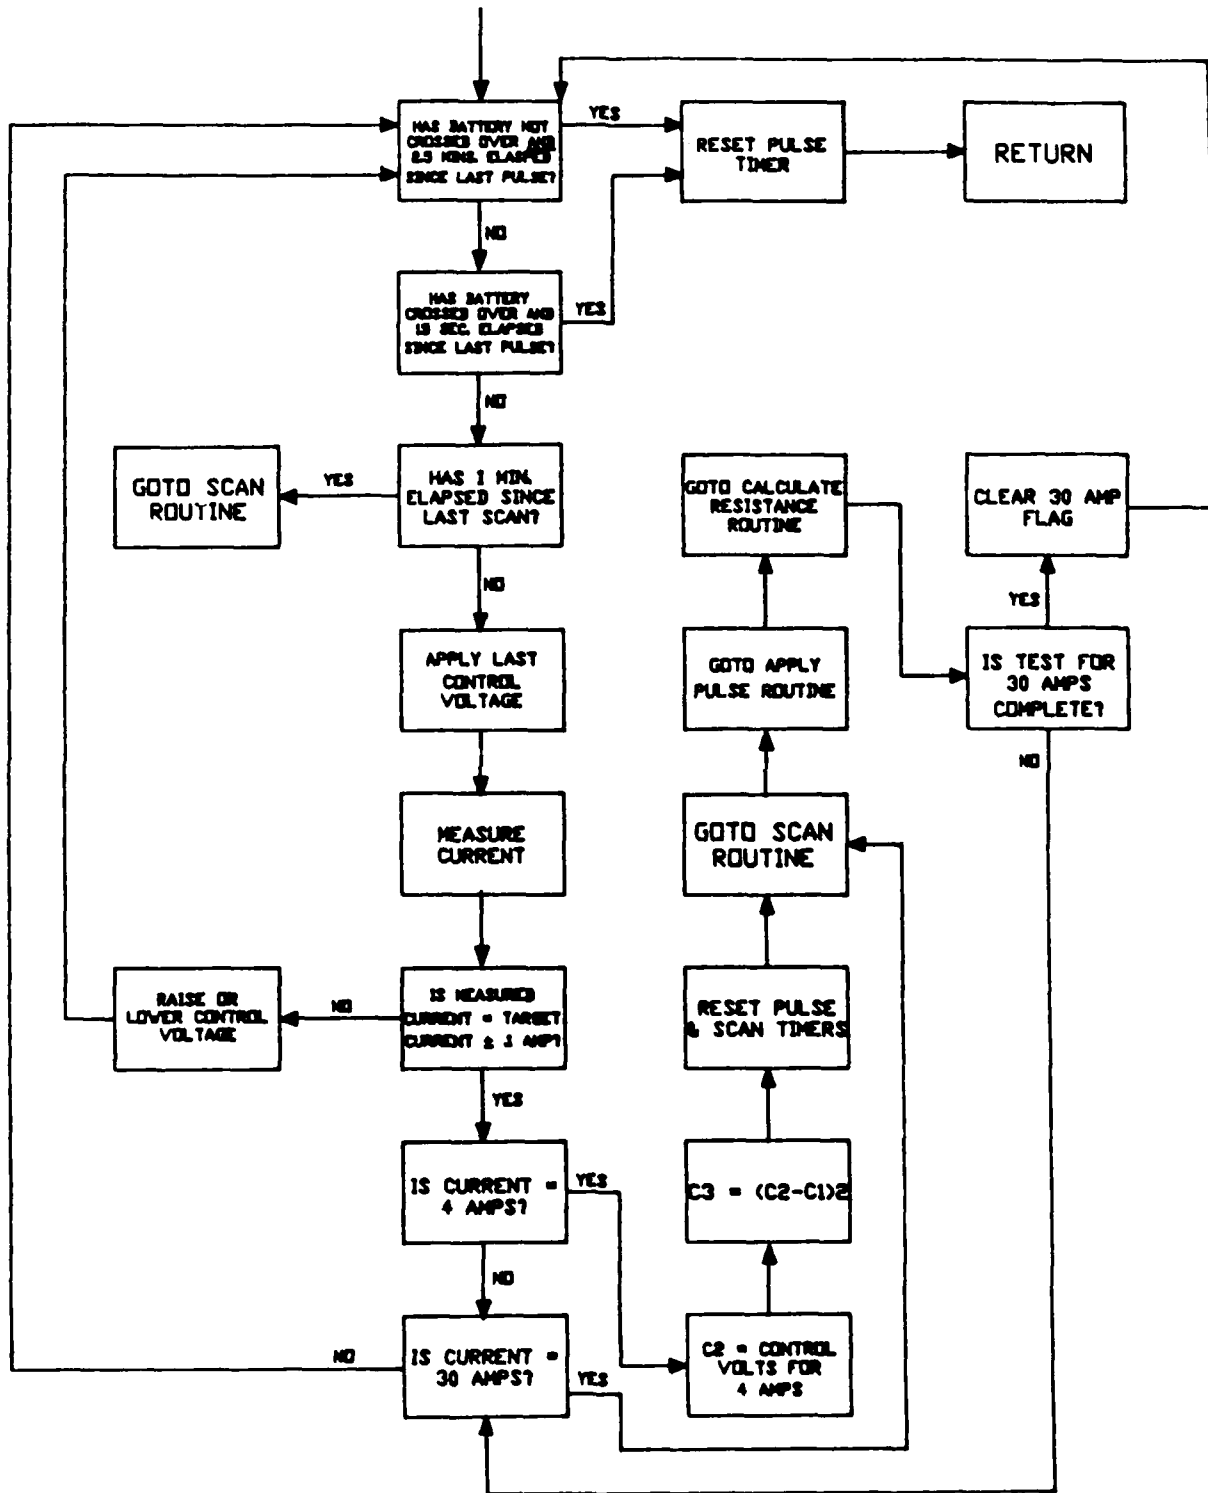 HAS BATTERY NOT
CROSSED OVER AND
2.5 MINS. ELAPSED
SINCE LAST PULSE?
YES
RESET PULSE
TIMER
RETURN
NO
HAS BATTERY
CROSSED OVER AND
15 SEC. ELAPSED
SINCE LAST PULSE?
YES
NO
GOTO SCAN
ROUTINE
YES
HAS 1 MIN.
ELAPSED SINCE
LAST SCAN?
GOTO CALCULATE
RESISTANCE
ROUTINE
CLEAR 30 AMP
FLAG
NO
YES
APPLY LAST
CONTROL
VOLTAGE
GOTO APPLY
PULSE ROUTINE
IS TEST FOR
30 AMPS
COMPLETE?
NO
MEASURE
CURRENT
GOTO SCAN
ROUTINE
RAISE OR
LOWER CONTROL
VOLTAGE
NO
IS MEASURED
CURRENT = TARGET
CURRENT ± .1 AMP?
RESET PULSE
& SCAN TIMERS
YES
IS CURRENT =
4 AMPS?
YES
C3 = (C2-C1)2
NO
NO
IS CURRENT =
30 AMPS?
YES
C2 = CONTROL
VOLTS FOR
4 AMPS